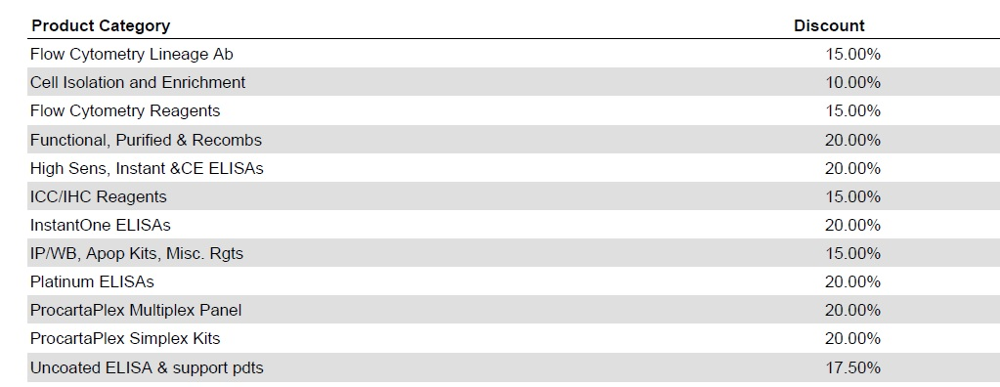 Product Category Discount
Flow Cytometry Lineage Ab 15.00%
Cell Isolation and Enrichment 10.00%
Flow Cytometry Reagents 15.00%
Functional, Purified & Recombs 20.00%
High Sens, Instant &CE ELISAs 20.00%
ICC/IHC Reagents 15.00%
InstantOne ELISAs 20.00%
IP/WB, Apop Kits, Misc. Rgts 15.00%
Platinum ELISAs 20.00%
ProcartaPlex Multiplex Panel 20.00%
ProcartaPlex Simplex Kits 20.00%
Uncoated ELISA & support pdts 17.50%